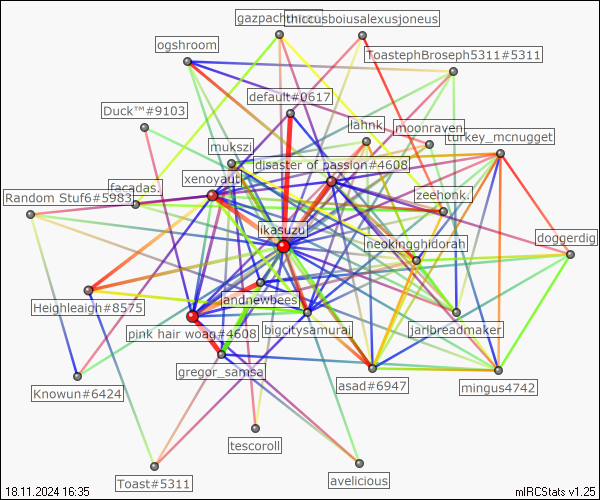 thiccusboiusalexusjoneus
ogshroom
ToastephBroseph5311#5311
default#0617
Duck™#9103
lahnk
moonraven
turkey_mcnugget
mukszi
disaster of passion#4608
xenoyaut
facadas.
Random Stuf6#5983
zeehonk.
ikasuzu
neokingghidorah
doggerdig
andnewbees
Heighleaigh#8575
pink hair woag#4608
bigcitysamurai
jarlbreadmaker
gregor_samsa
Knowun#6424
asad#6947
mingus4742
tescoroll
Toast#5311
avelicious
18.11.2024 16:35
mIRCStats v1.25